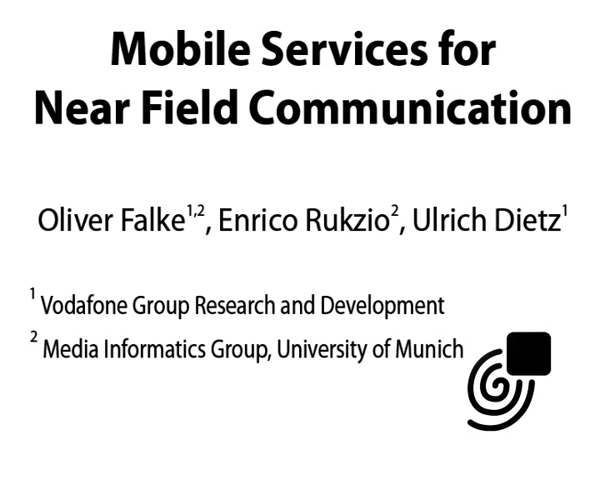 Mobile Services for
Near Field Communication
Oliver Falke1,2, Enrico Rukzio2, Ulrich Dietz1
1 Vodafone Group Research and Development
2 Media Informatics Group, University of Munich